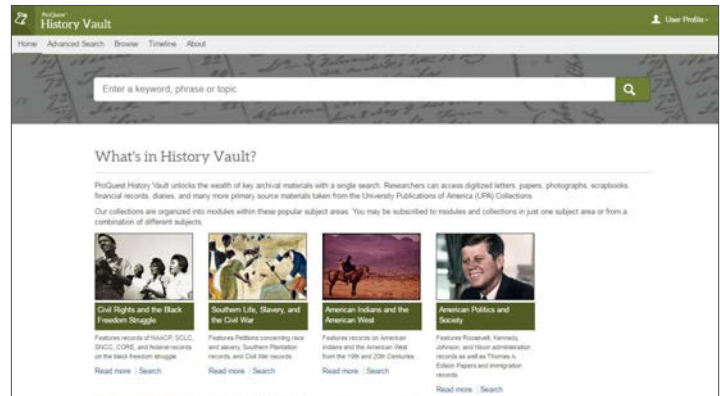 ProQuest
History Vault
User Profile
Home Advanced Search Browse Timeline About
Enter a keyword, phrase or topic
What's in History Vault?
ProQuest History Vault unlocks the wealth of key archival materials with a single search. Researchers can access digitized letters, papers, photographs, scrapbooks,
financial records, diaries, and many more primary source materials taken from the University Publications of America (UPA) Collections.
Our collections are organized into modules within these popular subject areas. You may be subscribed to modules and collections in just one subject area or from a
combination of different subjects.
Civil Rights and the Black
Freedom Struggle
Features records of NAACP, SCLC,
SNCC, CORE, and federal records
on the black freedom struggle
Read more | Search
Southern Life, Slavery, and
the Civil War
Features Petitions concerning race
and slavery, Southern Plantation
records, and Civil War records
Read more | Search
American Indians and the
American West
Features records on American
Indians and the American West
from the 19th and 20th Centuries
Read more | Search
American Politics and
Society
Features Roosevelt, Kennedy,
Johnson, and Nixon administration
records as well as Thomas A.
Edison Papers and immigration
records
Read more | Search